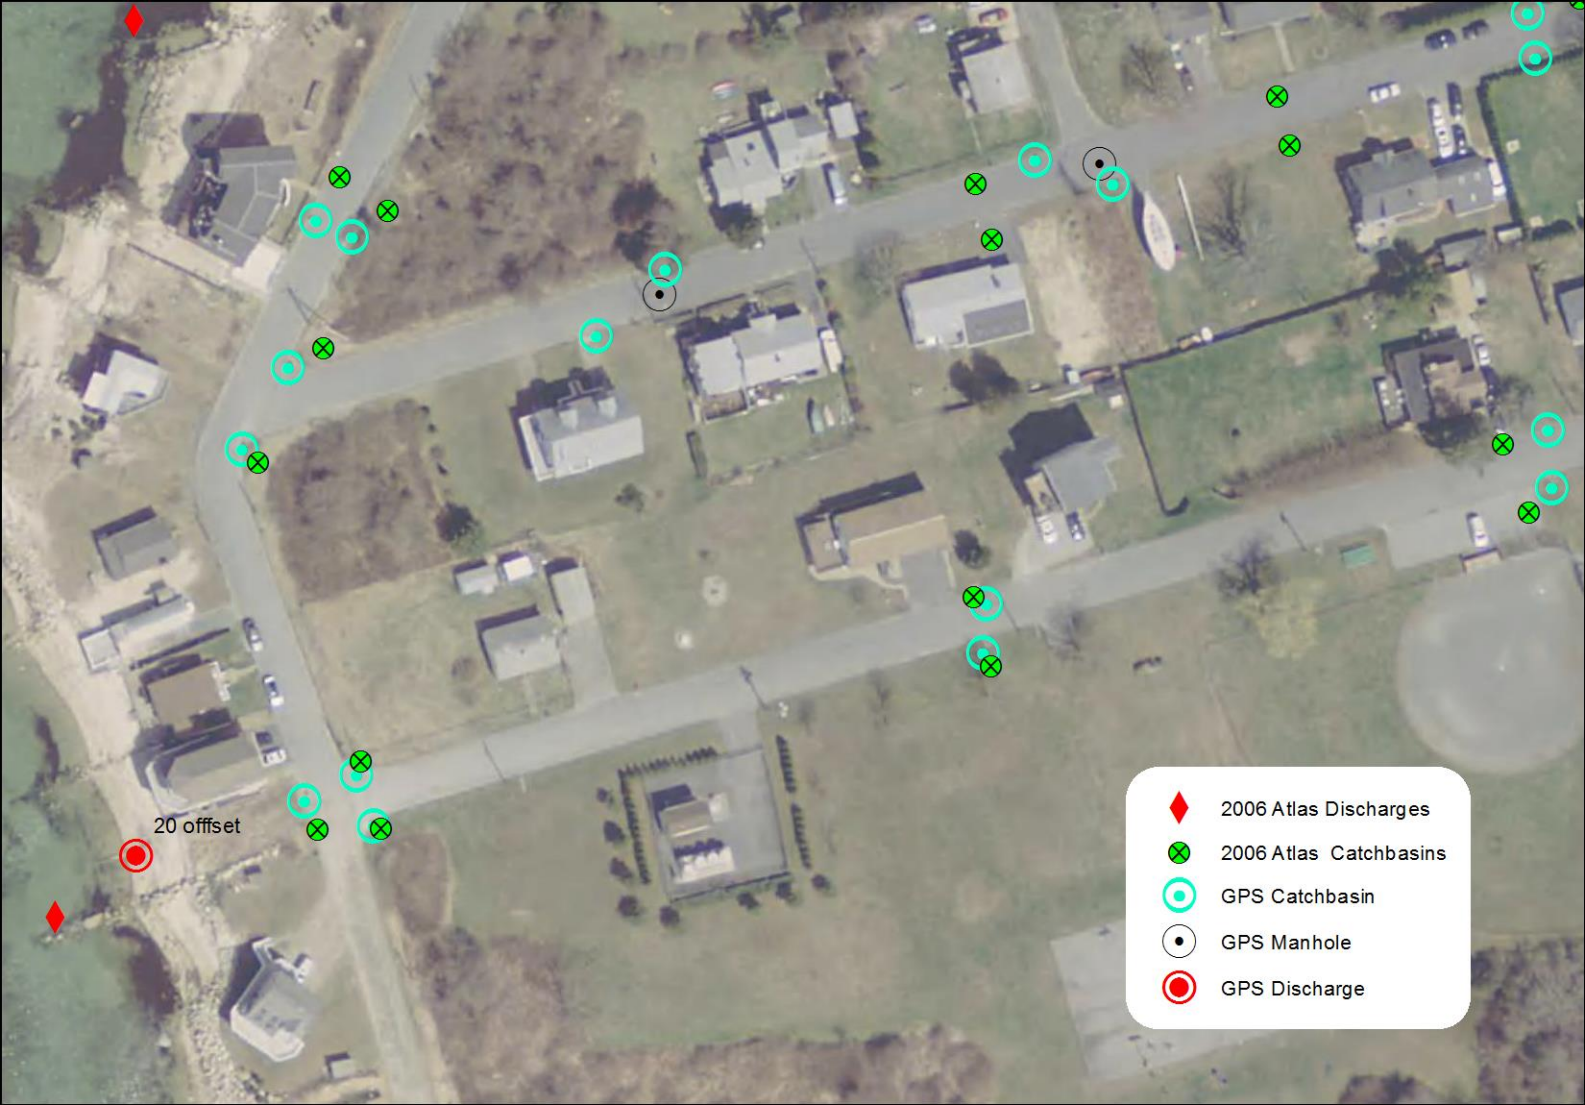 20 offfset
2006 Atlas Discharges
2006 Atlas  Catchbasins
GPS Catchbasin
GPS Manhole
GPS Discharge